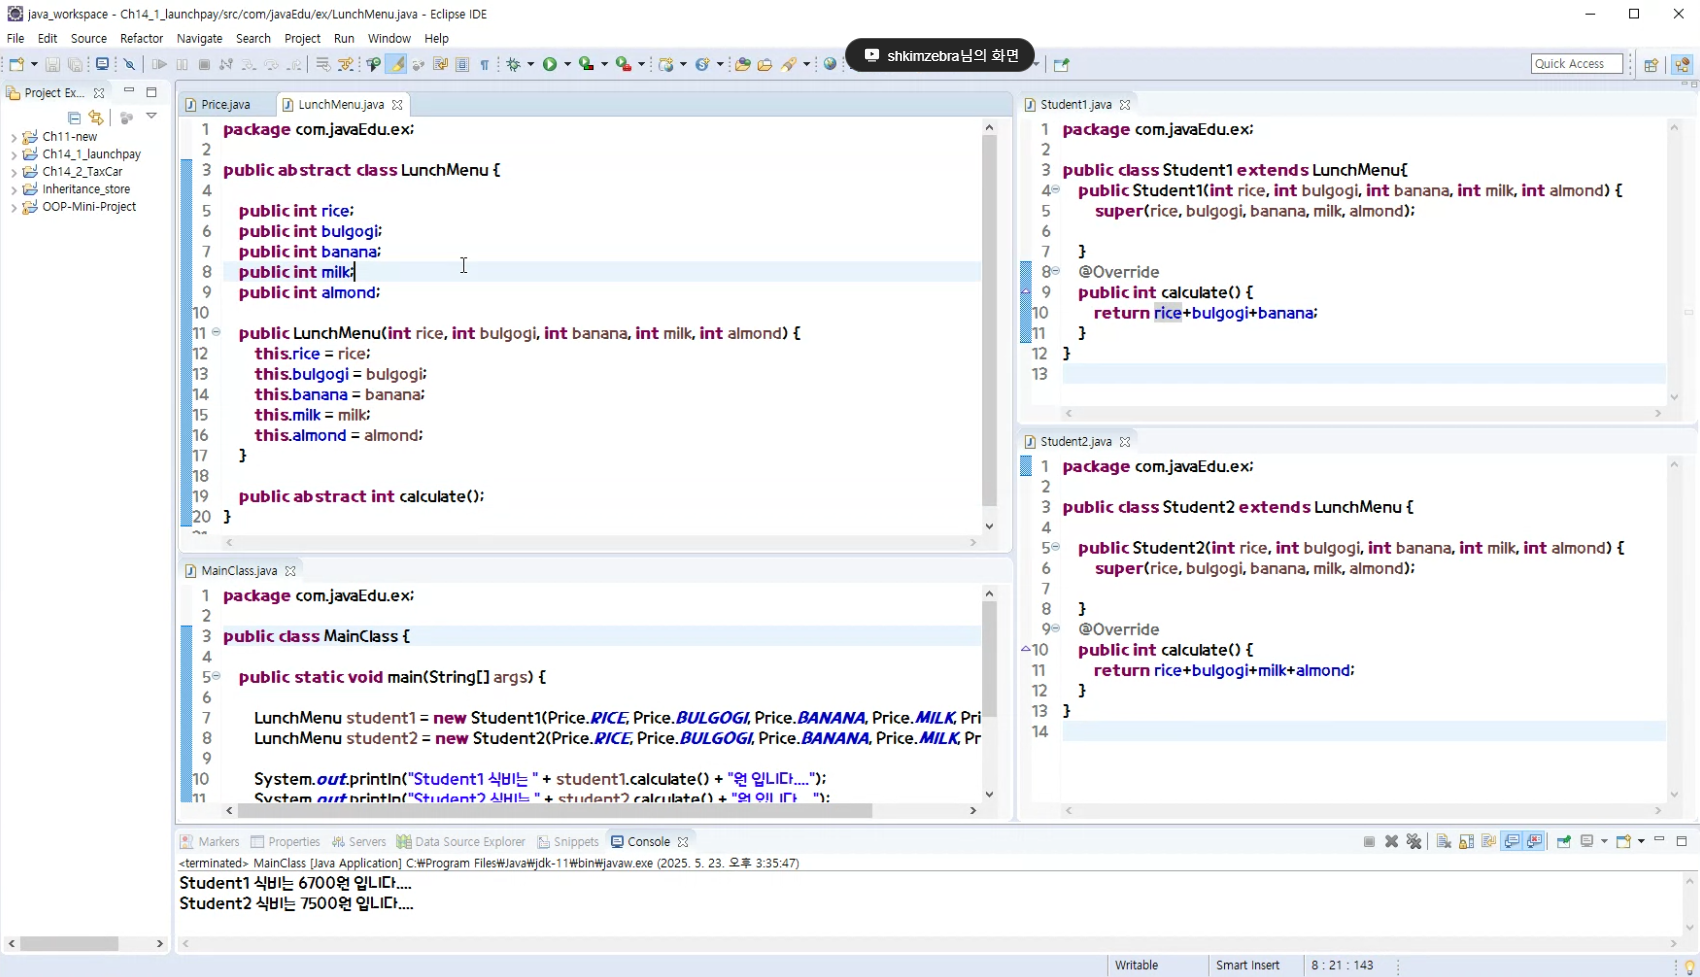 java_workspace - Ch14_1_launchpay/src/com/javaEdu/ex/LunchMenu.java - Eclipse IDE
File Edit Source Refactor Navigate Search Project Run Window Help
shkimzebra님의 화면
Quick Access
Project Ex...
Ch11-new
Ch14_1_launchpay
Ch14_2_TaxCar
Inheritance_store
OOP-Mini-Project
Price.java LunchMenu.java
1 package com.javaEdu.ex;
2
3 public abstract class LunchMenu {
4
5 public int rice;
6 public int bulgogi;
7 public int banana;
8 public int milk;
9 public int almond;
10
11 public LunchMenu(int rice, int bulgogi, int banana, int milk, int almond) {
12 this.rice = rice;
13 this.bulgogi = bulgogi;
14 this.banana = banana;
15 this.milk = milk;
16 this.almond = almond;
17 }
18
19 public abstract int calculate();
20 }
MainClass.java
1 package com.javaEdu.ex;
2
3 public class MainClass {
4
5 public static void main(String[] args) {
6
7 LunchMenu student1 = new Student1(Price.RICE, Price.BULGOGI, Price.BANANA, Price.MILK, Pri
8 LunchMenu student2 = new Student2(Price.RICE, Price.BULGOGI, Price.BANANA, Price.MILK, Pr
9
10 System.out.println("Student1 식비는 " + student1.calculate() + "원 입니다....");
11 System.out.println("Student2 식비는 " + student2.calculate() + "원 입니다....");
Student1.java
1 package com.javaEdu.ex;
2
3 public class Student1 extends LunchMenu{
4 public Student1(int rice, int bulgogi, int banana, int milk, int almond) {
5 super(rice, bulgogi, banana, milk, almond);
6
7 }
8 @Override
9 public int calculate() {
10 return rice+bulgogi+banana;
11 }
12 }
13
Student2.java
1 package com.javaEdu.ex;
2
3 public class Student2 extends LunchMenu {
4
5 public Student2(int rice, int bulgogi, int banana, int milk, int almond) {
6 super(rice, bulgogi, banana, milk, almond);
7
8 }
9 @Override
10 public int calculate() {
11 return rice+bulgogi+milk+almond;
12 }
13 }
14
Markers Properties Servers Data Source Explorer Snippets Console
<terminated> MainClass [Java Application] C:₩Program Files₩Java₩jdk-11₩bin₩javaw.exe (2025. 5. 23. 오후 3:35:47)
Student1 식비는 6700원 입니다....
Student2 식비는 7500원 입니다....
Writable Smart Insert 8 : 21 : 143